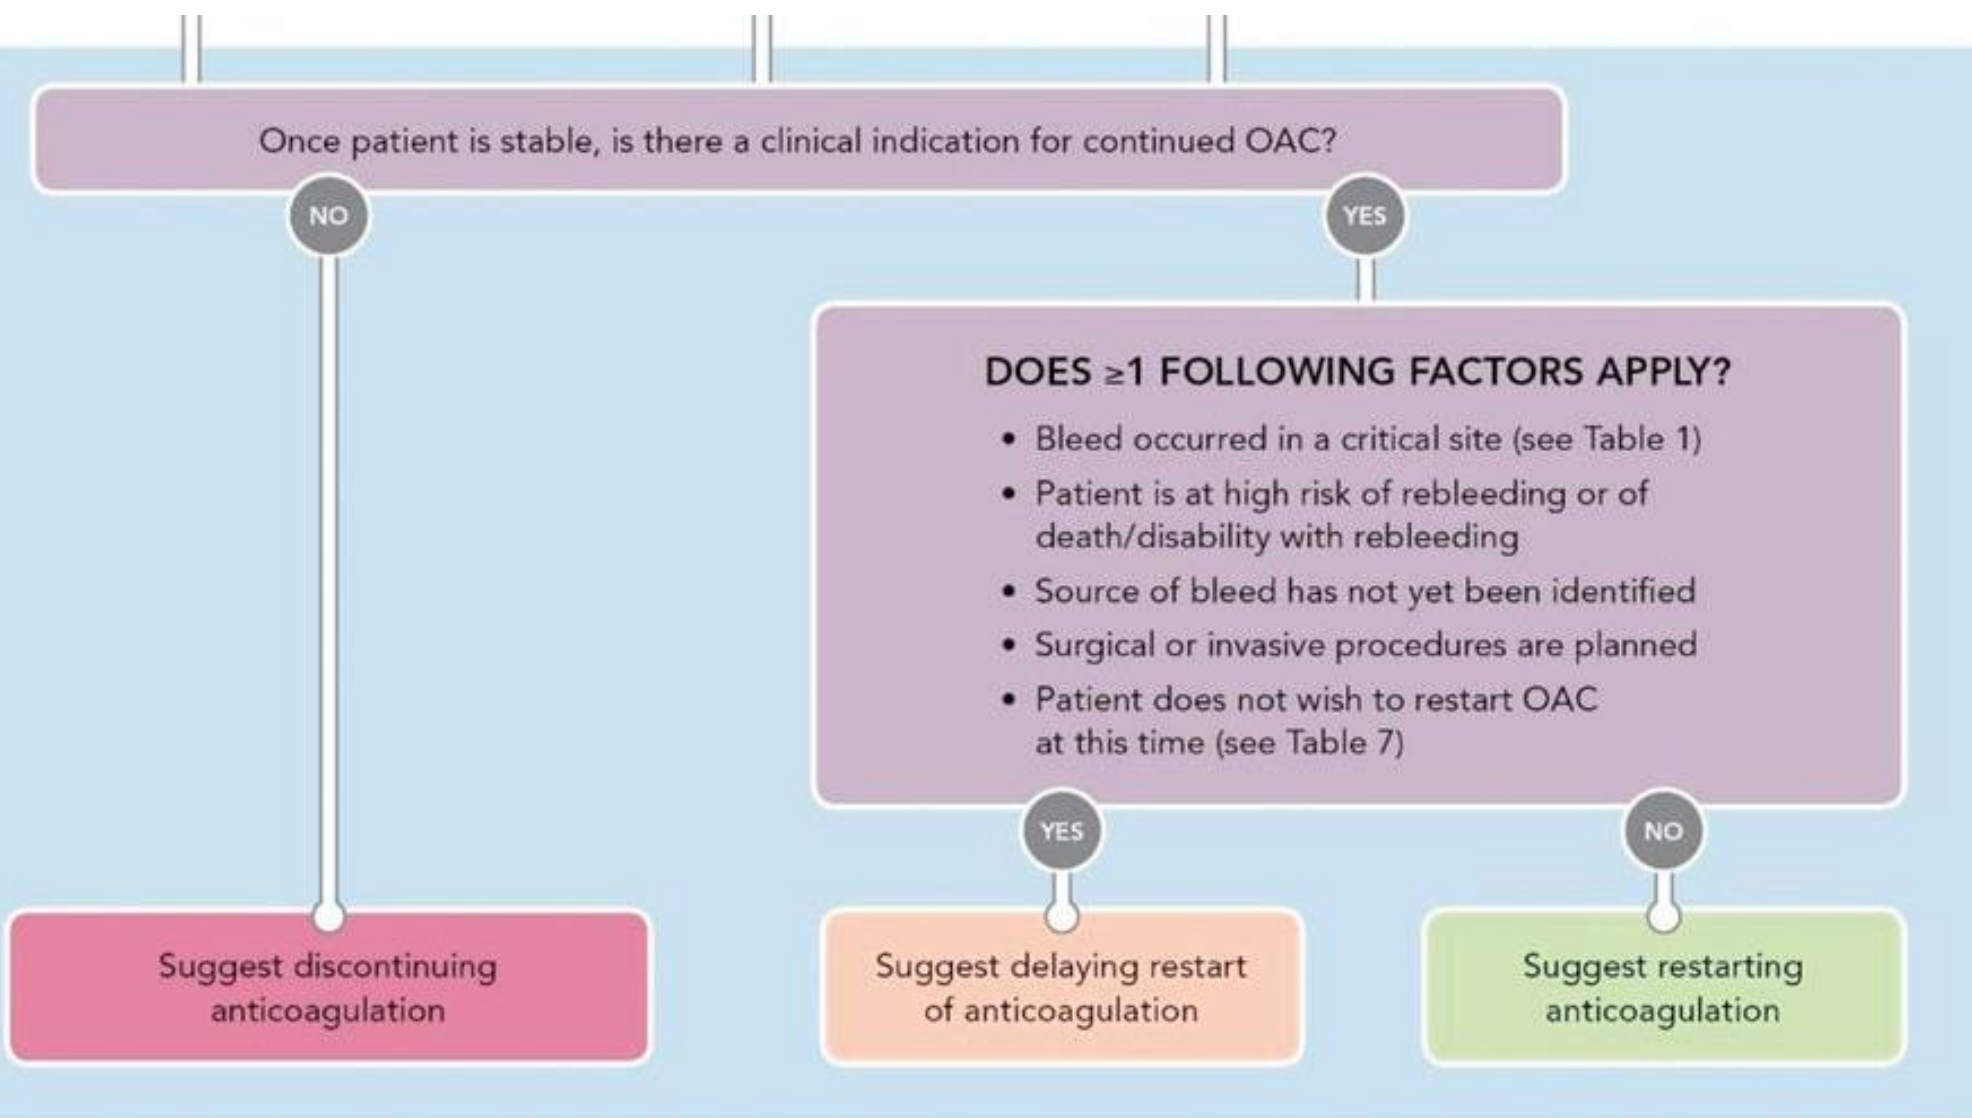 Once patient is stable, is there a clinical indication for continued OAC?
NO
YES
DOES ≥1 FOLLOWING FACTORS APPLY?
• Bleed occurred in a critical site (see Table 1)
• Patient is at high risk of rebleeding or of
death/disability with rebleeding
• Source of bleed has not yet been identified
• Surgical or invasive procedures are planned
• Patient does not wish to restart OAC
at this time (see Table 7)
YES
NO
Suggest discontinuing
anticoagulation
Suggest delaying restart
of anticoagulation
Suggest restarting
anticoagulation